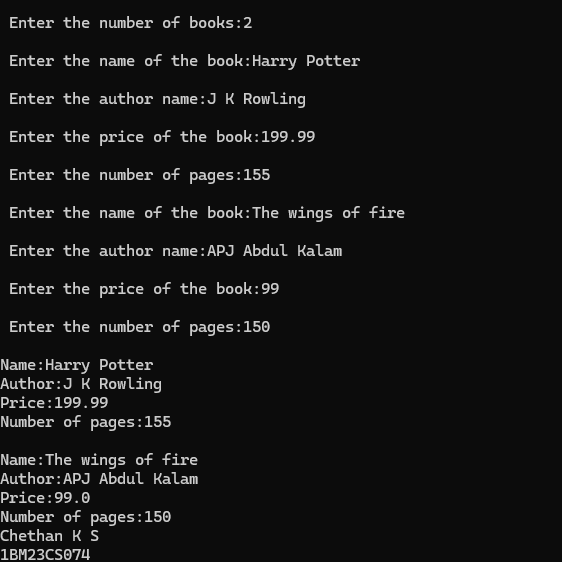 Enter the number of books:2
Enter the name of the book:Harry Potter
Enter the author name:J K Rowling
Enter the price of the book:199.99
Enter the number of pages:155
Enter the name of the book:The wings of fire
Enter the author name:APJ Abdul Kalam
Enter the price of the book:99
Enter the number of pages:150
Name:Harry Potter
Author:J K Rowling
Price:199.99
Number of pages:155
Name:The wings of fire
Author:APJ Abdul Kalam
Price:99.0
Number of pages:150
Chethan K S
1BM23CS074